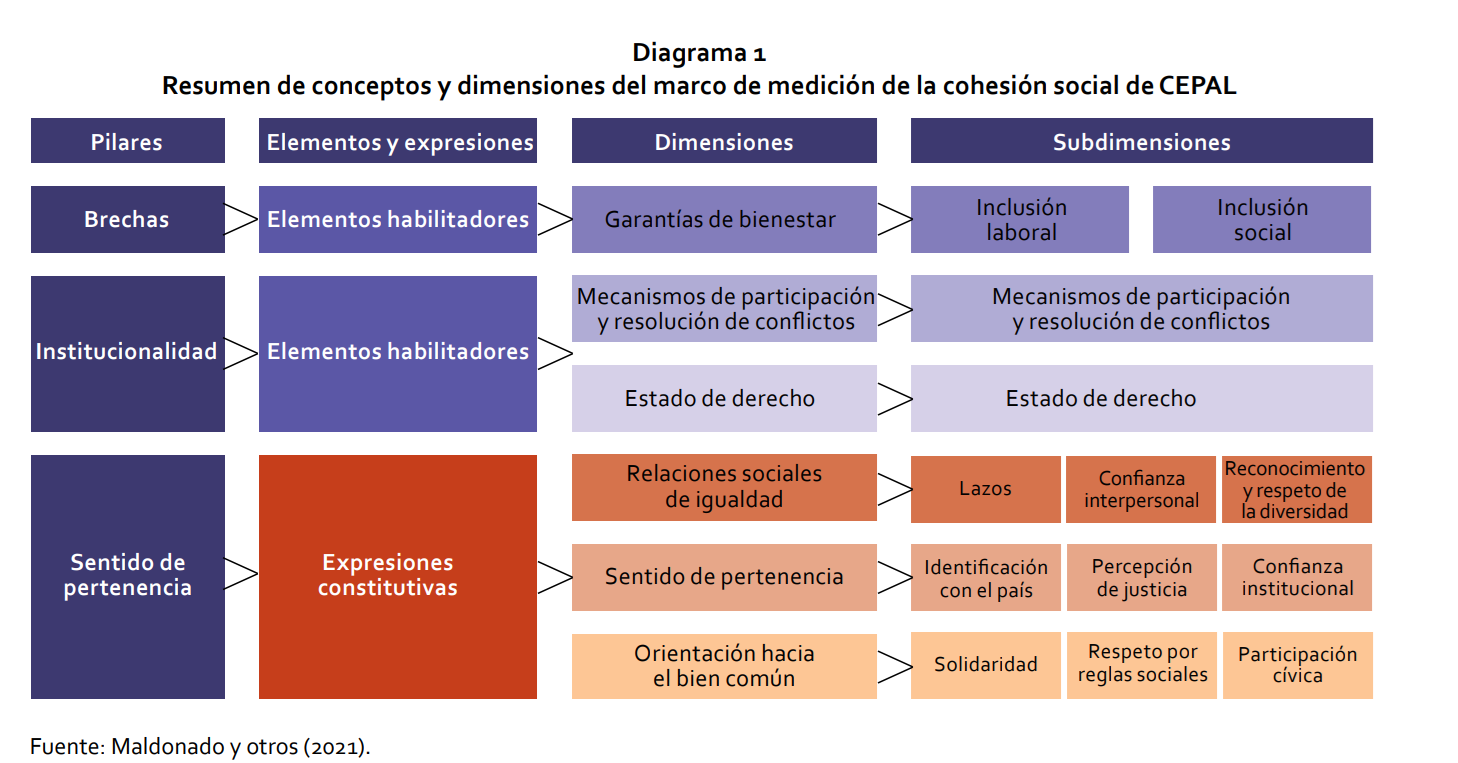 Diagrama 1
Resumen de conceptos y dimensiones del marco de medición de la cohesión social de CEPAL
Pilares
Elementos y expresiones
Dimensiones
Subdimensiones
Brechas
Elementos habilitadores
Garantías de bienestar
Inclusión
laboral
Inclusión
social
Institucionalidad
Elementos habilitadores
Mecanismos de participación
y resolución de conflictos
Mecanismos de participación
y resolución de conflictos
Estado de derecho
Estado de derecho
Sentido de
pertenencia
Expresiones
constitutivas
Relaciones sociales
de igualdad
Lazos
Confianza
interpersonal
Reconocimiento
y respeto de
la diversidad
Sentido de pertenencia
Identificación
con el país
Percepción
de justicia
Confianza
institucional
Orientación hacia
el bien común
Solidaridad
Respeto por
reglas sociales
Participación
cívica
Fuente: Maldonado y otros (2021).